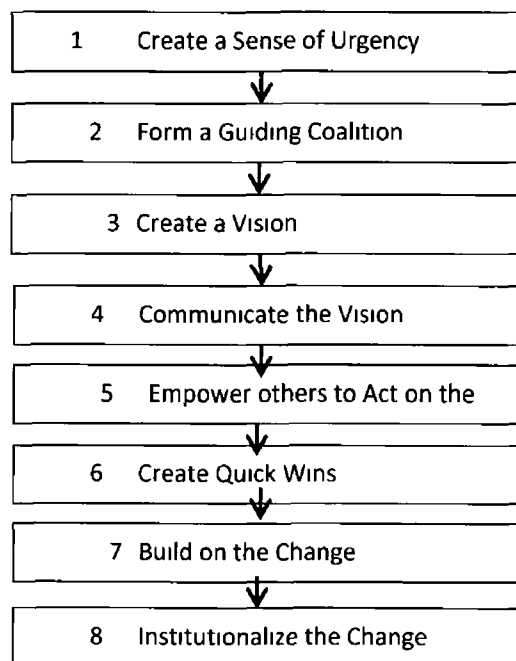 1 Create a Sense of Urgency
2 Form a Guiding Coalition
3 Create a Vision
4 Communicate the Vision
5 Empower others to Act on the
6 Create Quick Wins
7 Build on the Change
8 Institutionalize the Change